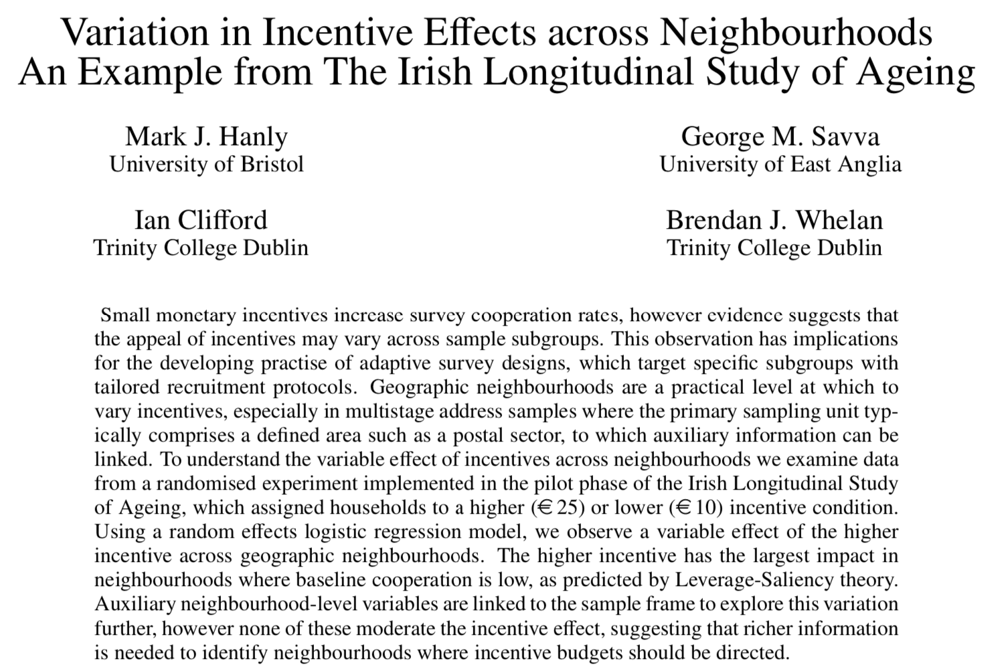 Variation in Incentive Effects across Neighbourhoods
An Example from The Irish Longitudinal Study of Ageing
Mark J. Hanly
University of Bristol
George M. Savva
University of East Anglia
Ian Clifford
Trinity College Dublin
Brendan J. Whelan
Trinity College Dublin
Small monetary incentives increase survey cooperation rates, however evidence suggests that
the appeal of incentives may vary across sample subgroups. This observation has implications
for the developing practise of adaptive survey designs, which target specific subgroups with
tailored recruitment protocols. Geographic neighbourhoods are a practical level at which to
vary incentives, especially in multistage address samples where the primary sampling unit typ-
ically comprises a defined area such as a postal sector, to which auxiliary information can be
linked. To understand the variable effect of incentives across neighbourhoods we examine data
from a randomised experiment implemented in the pilot phase of the Irish Longitudinal Study
of Ageing, which assigned households to a higher (€ 25) or lower (€ 10) incentive condition.
Using a random effects logistic regression model, we observe a variable effect of the higher
incentive across geographic neighbourhoods. The higher incentive has the largest impact in
neighbourhoods where baseline cooperation is low, as predicted by Leverage-Saliency theory.
Auxiliary neighbourhood-level variables are linked to the sample frame to explore this variation
further, however none of these moderate the incentive effect, suggesting that richer information
is needed to identify neighbourhoods where incentive budgets should be directed.